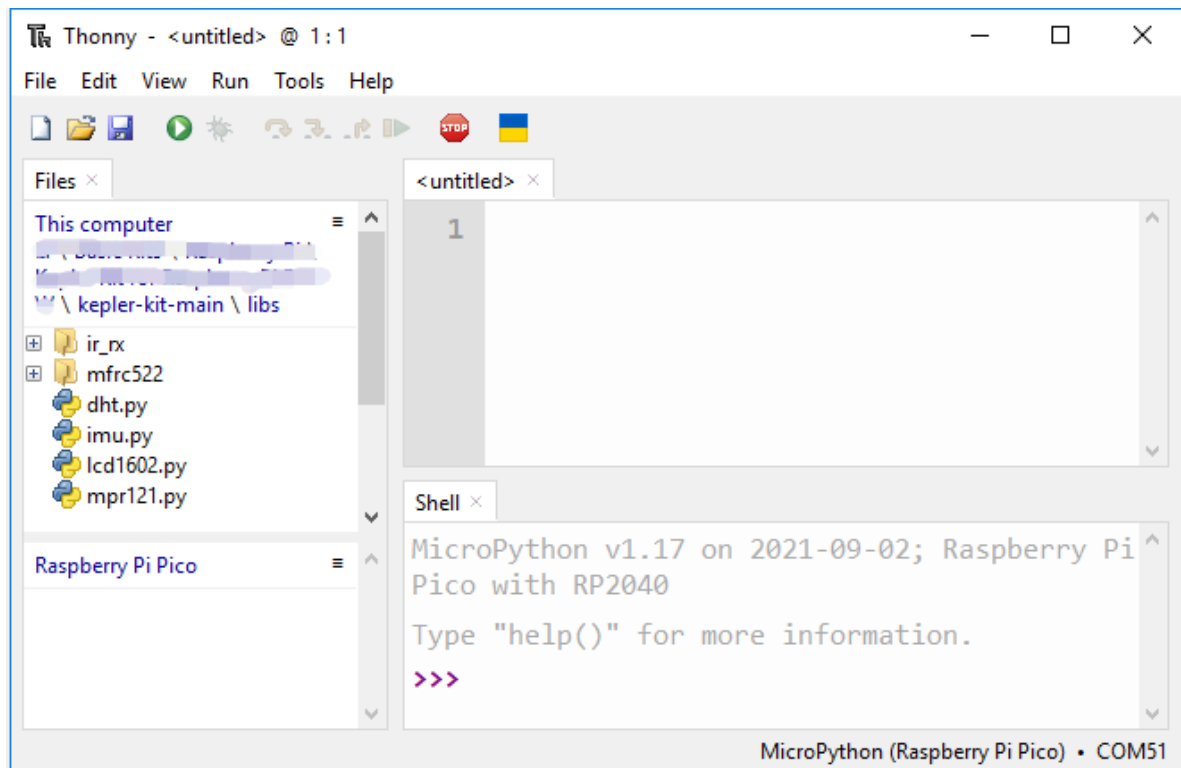 Thonny - <untitled> @ 1:1
File Edit View Run Tools Help
STOP
Files
This computer
\ kepler-kit-main \ libs
ir_rx
mfrc522
dht.py
imu.py
lcd1602.py
mpr121.py
Raspberry Pi Pico
<untitled>
1
Shell
MicroPython v1.17 on 2021-09-02; Raspberry Pi
Pico with RP2040
Type "help()" for more information.
>>>
MicroPython (Raspberry Pi Pico) • COM51